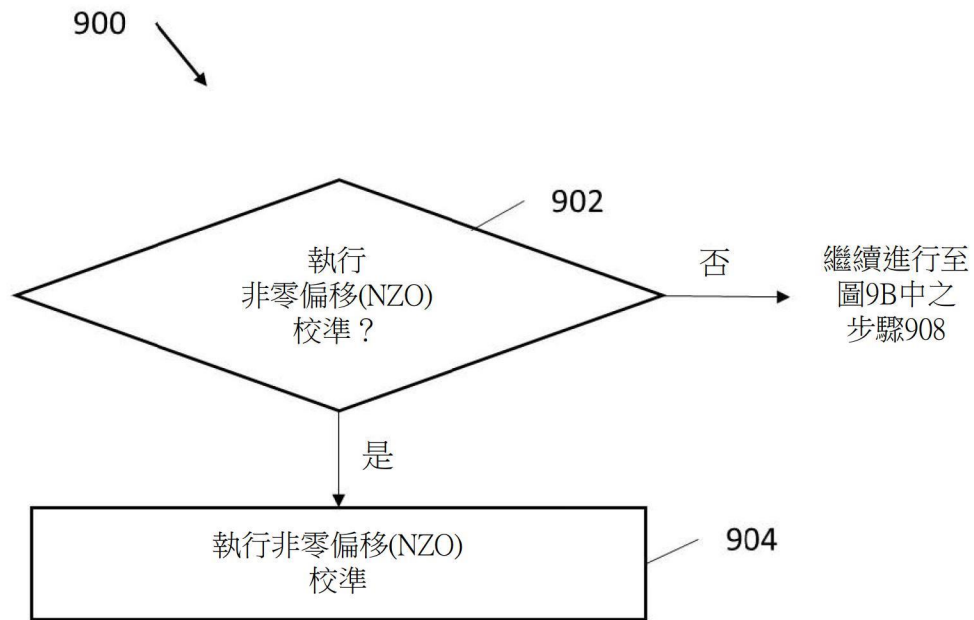 900
902
執行
非零偏移(NZO)
校準？
否
繼續進行至
圖9B中之
步驟908
是
執行非零偏移(NZO)
校準
904